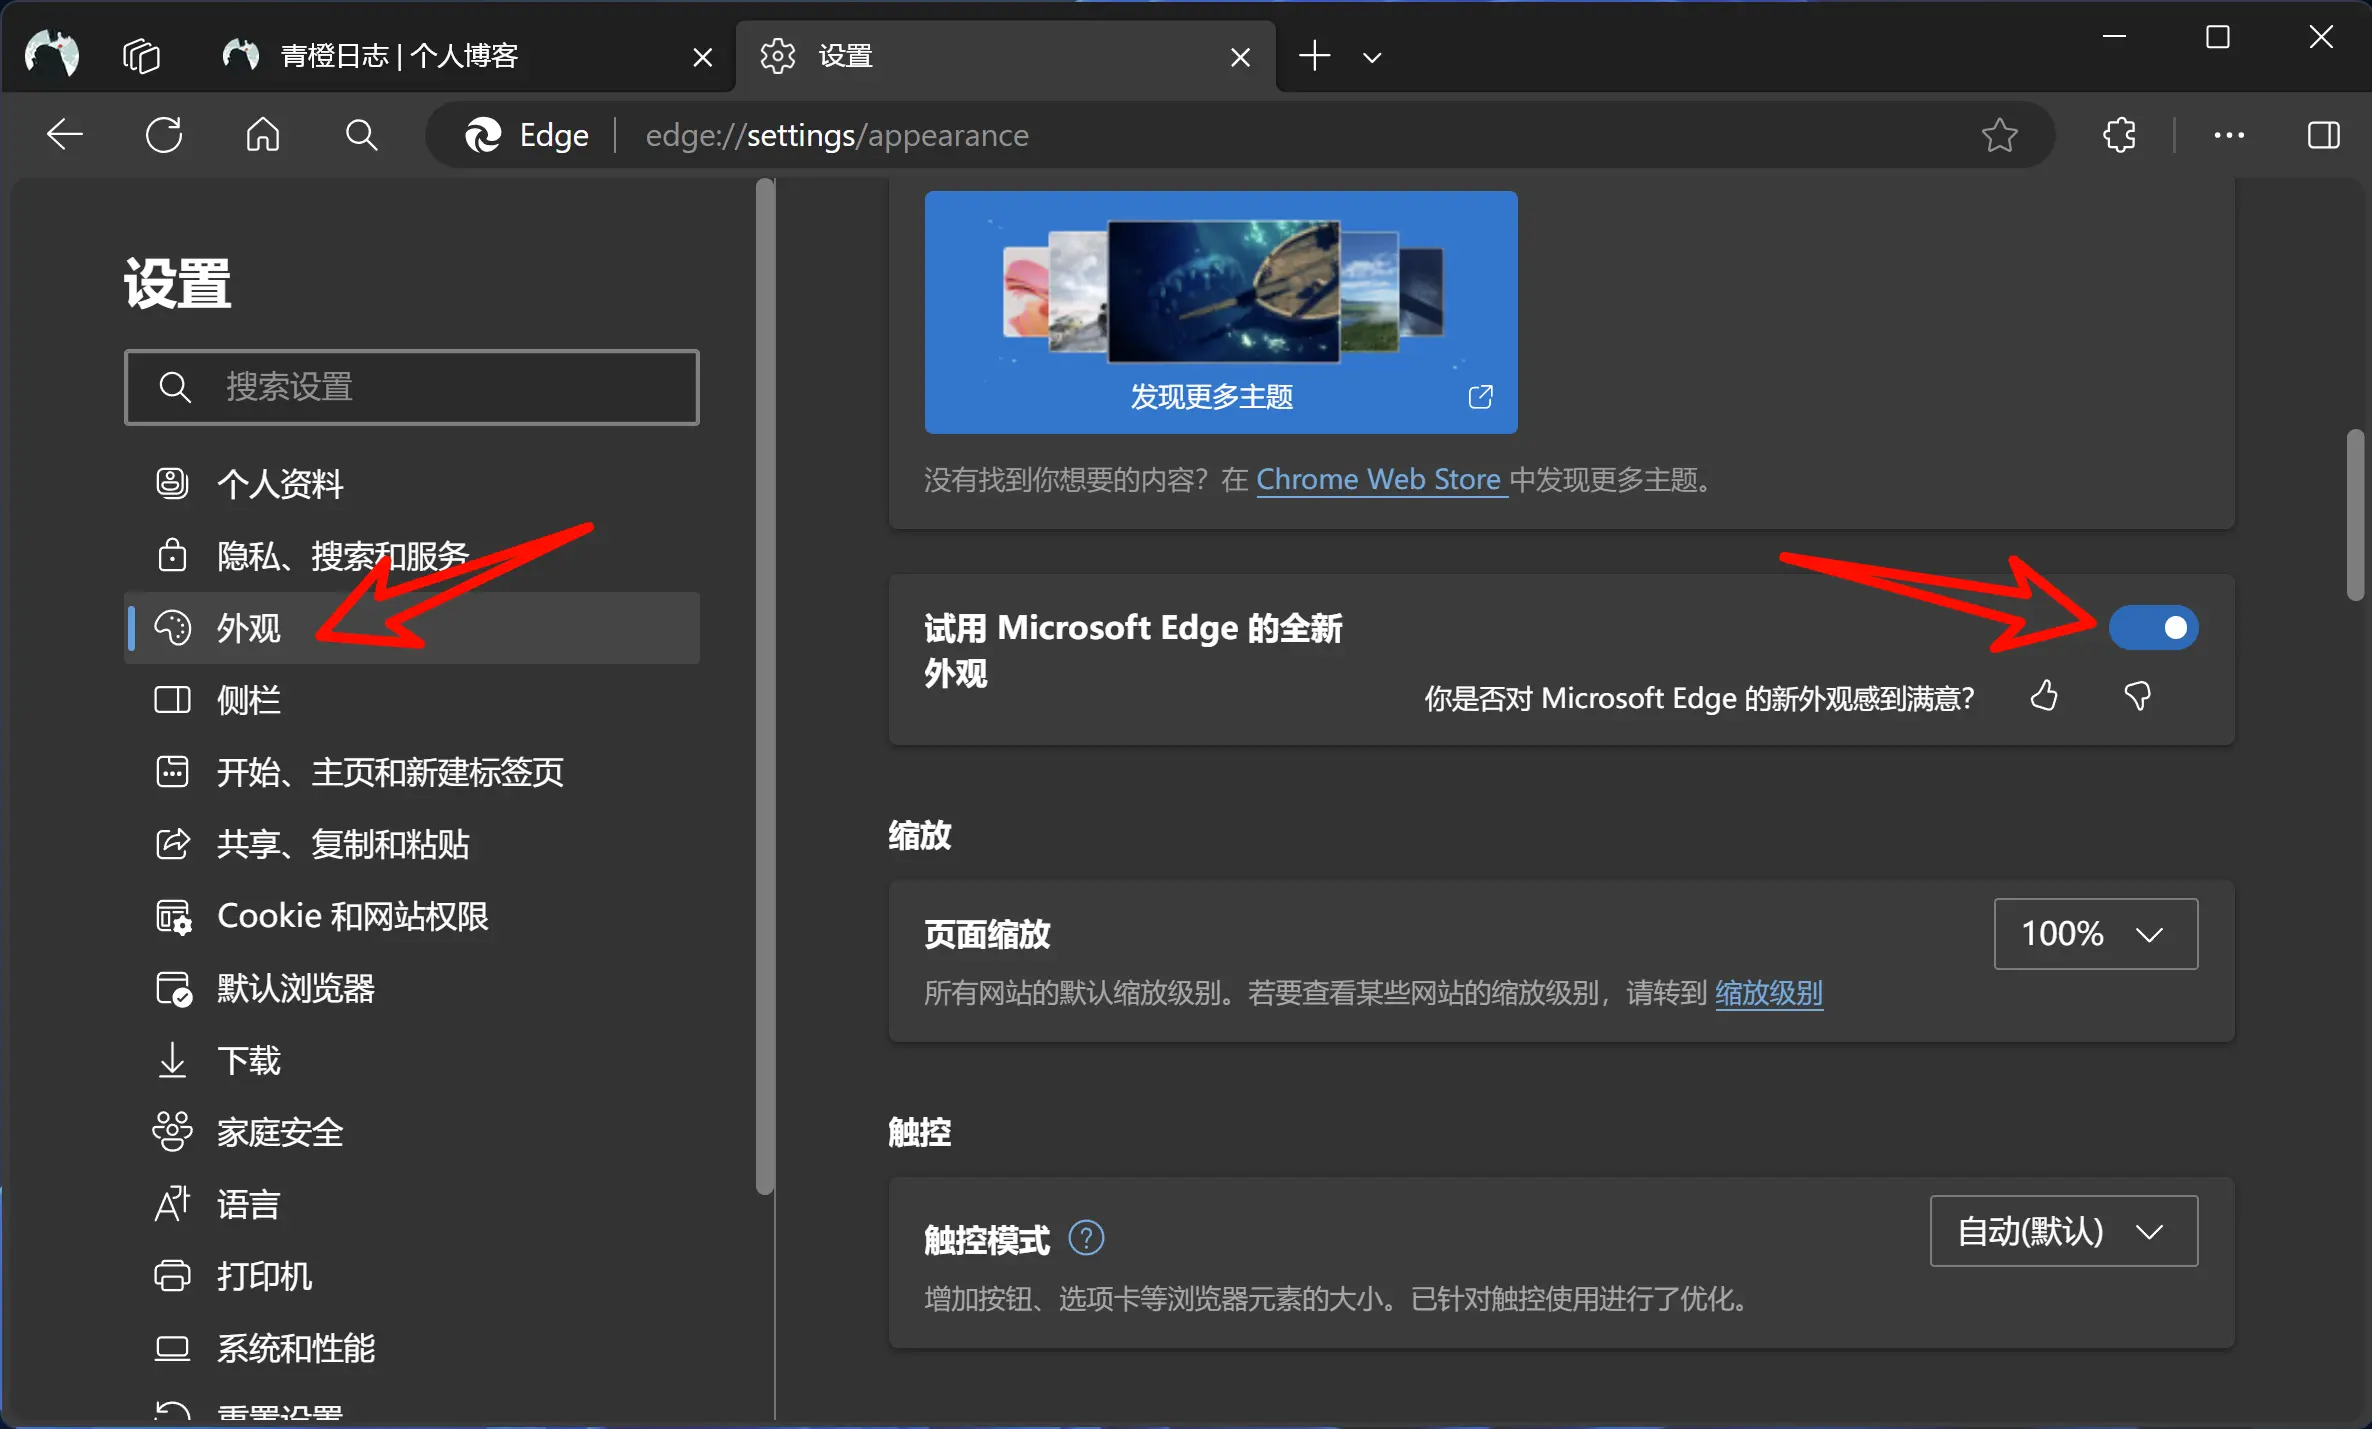 青橙日志 | 个人博客
设置
Edge
edge://settings/appearance
设置
搜索设置
个人资料
隐私、搜索和服务
外观
侧栏
开始、主页和新建标签页
共享、复制和粘贴
Cookie 和网站权限
默认浏览器
下载
家庭安全
语言
打印机
系统和性能
重置设置
发现更多主题
没有找到你想要的内容？在 Chrome Web Store 中发现更多主题。
试用 Microsoft Edge 的全新
外观
你是否对 Microsoft Edge 的新外观感到满意?
缩放
页面缩放
100%
所有网站的默认缩放级别。若要查看某些网站的缩放级别，请转到 缩放级别
触控
触控模式
自动(默认)
增加按钮、选项卡等浏览器元素的大小。已针对触控使用进行了优化。